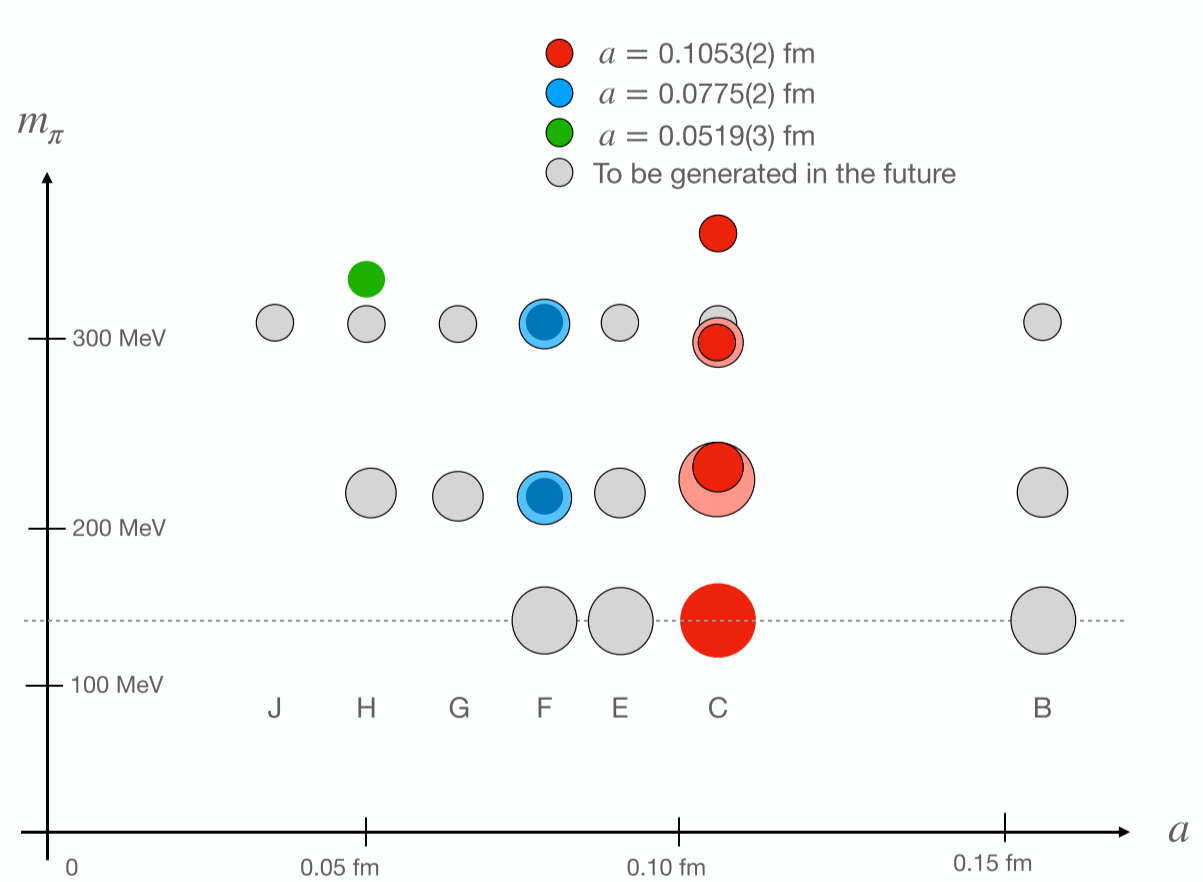 a = 0.1053(2) fm
a = 0.0775(2) fm
a = 0.0519(3) fm
To be generated in the future
m_π
300 MeV
200 MeV
100 MeV
J H G F E C B
a
0 0.05 fm 0.10 fm 0.15 fm